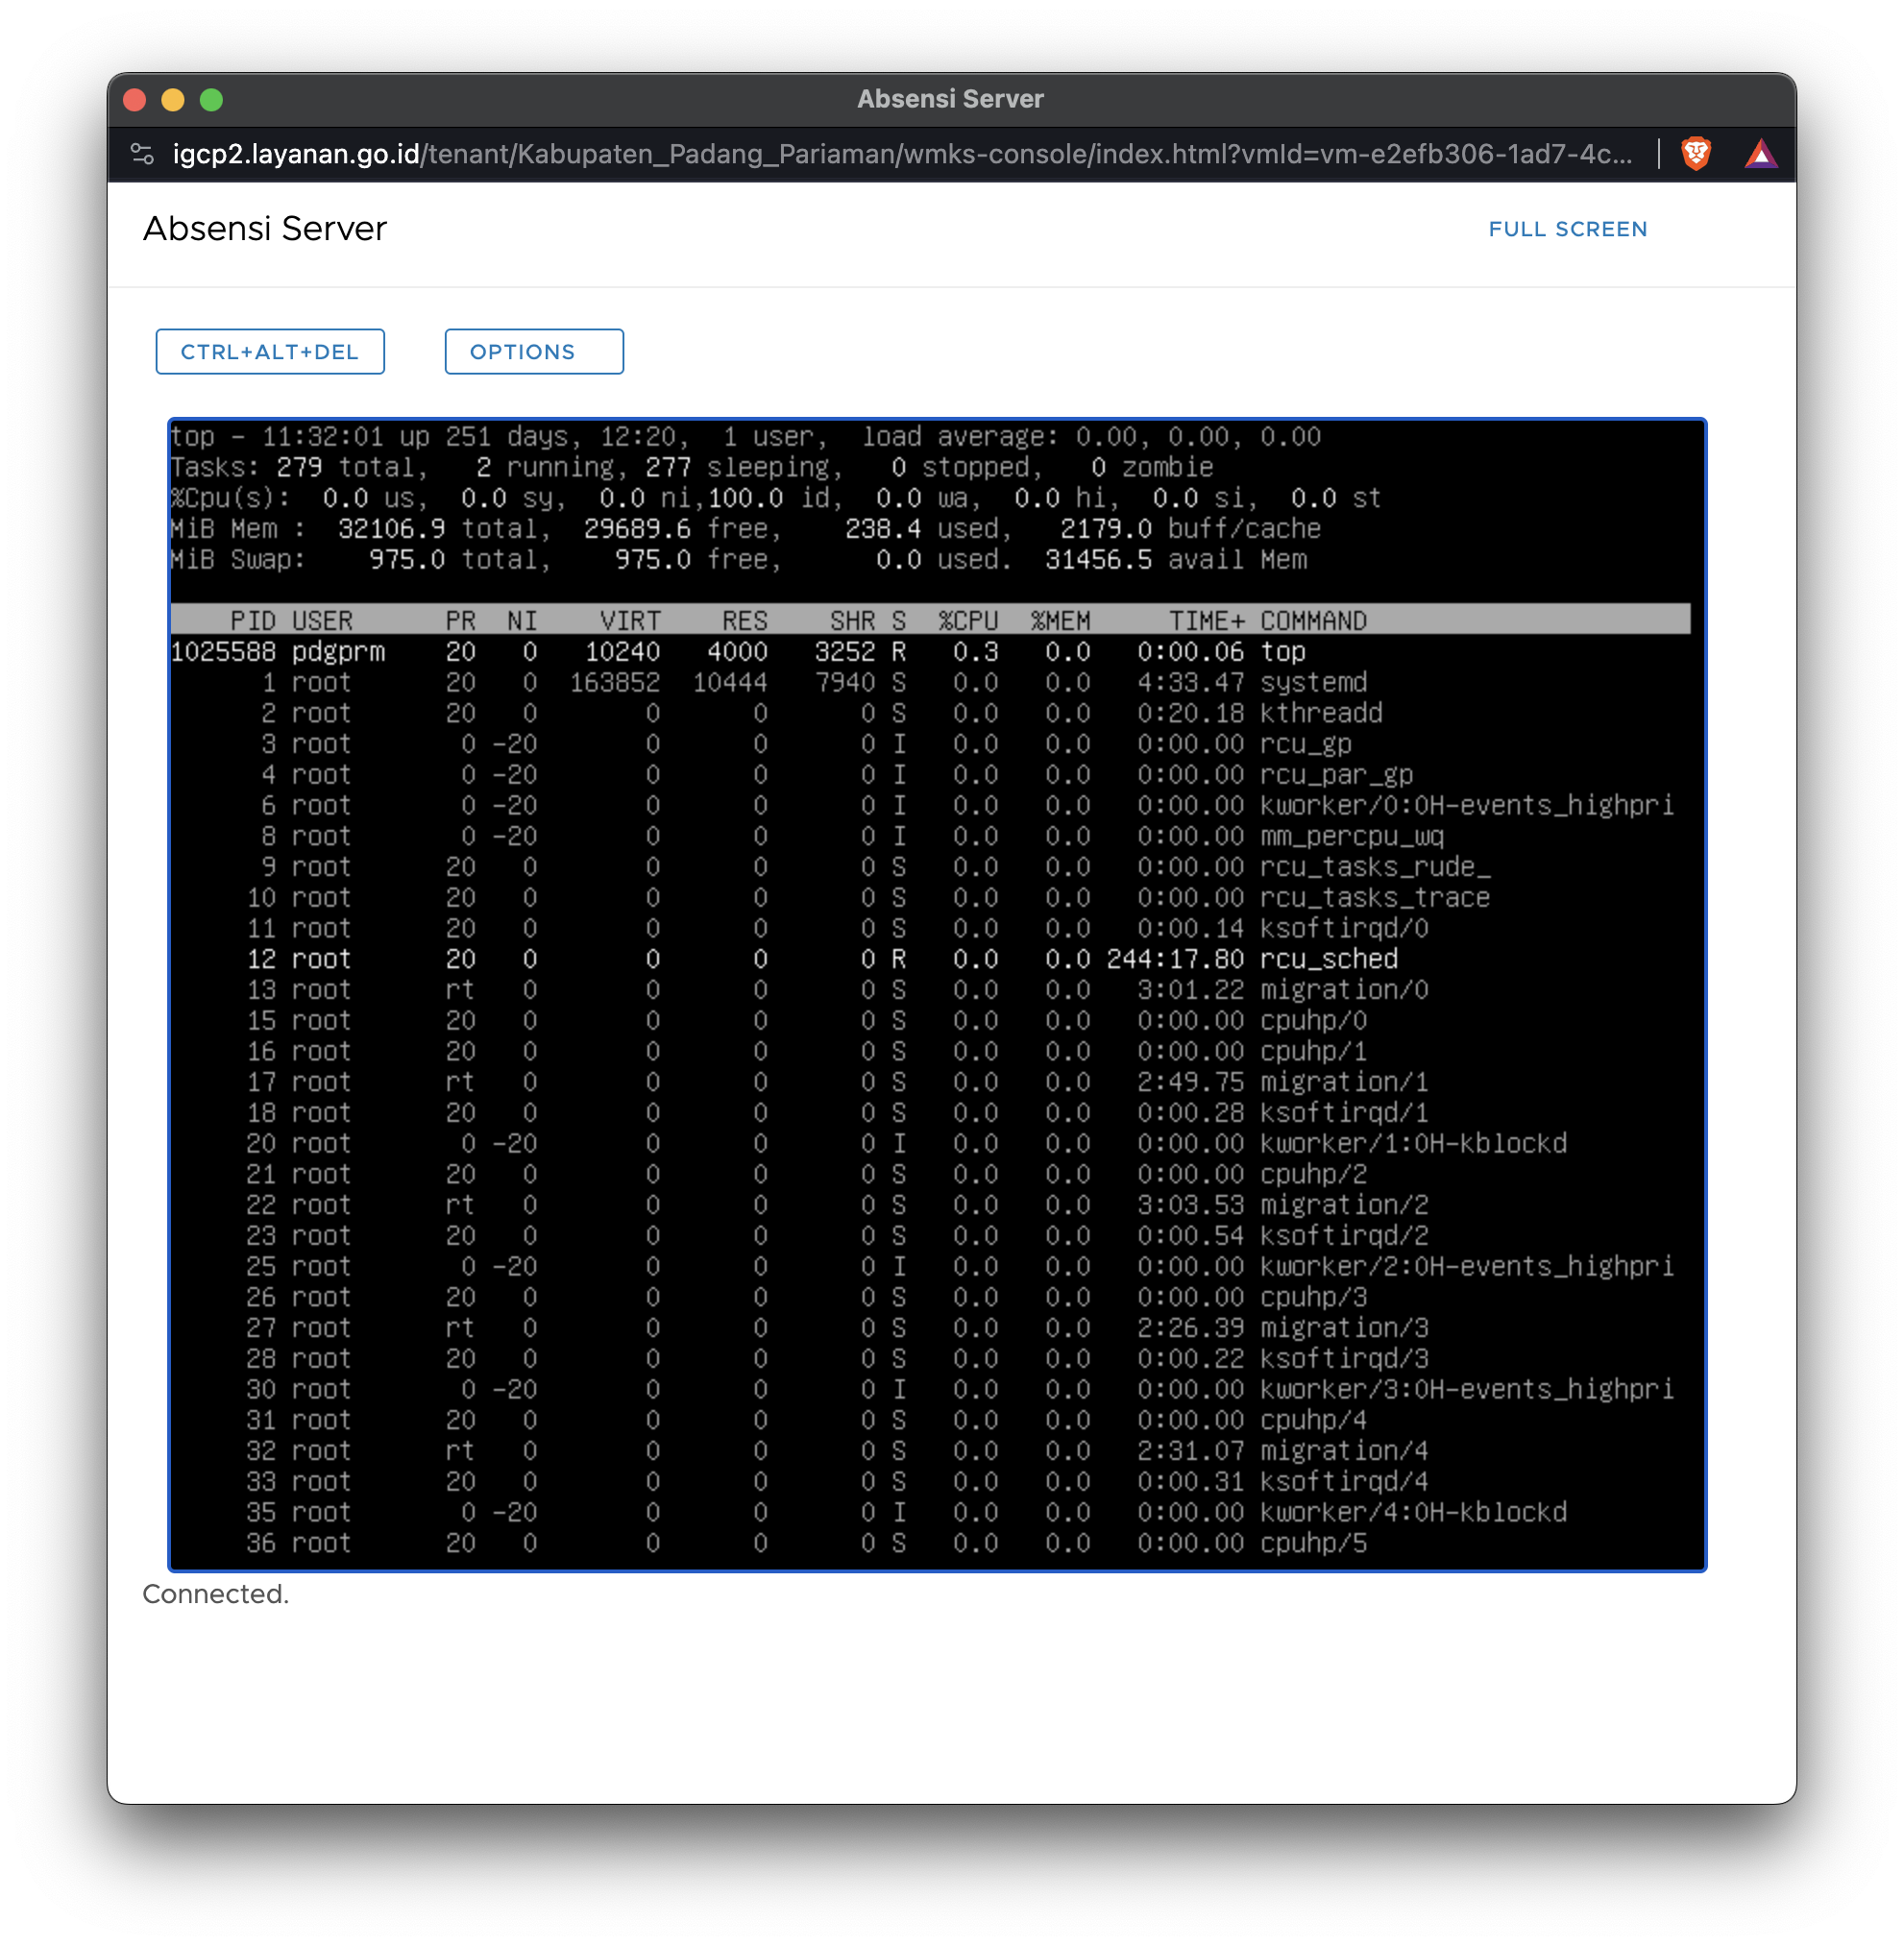 Absensi Server
igcp2.layanan.go.id/tenant/Kabupaten_Padang_Pariaman/wmks-console/index.html?vmId=vm-e2efb306-1ad7-4c...
Absensi Server
FULL SCREEN
CTRL+ALT+DEL OPTIONS
top - 11:32:01 up 251 days, 12:20, 1 user, load average: 0.00, 0.00, 0.00
Tasks: 279 total, 2 running, 277 sleeping, 0 stopped, 0 zombie
%Cpu(s): 0.0 us, 0.0 sy, 0.0 ni,100.0 id, 0.0 wa, 0.0 hi, 0.0 si, 0.0 st
MiB Mem : 32106.9 total, 29689.6 free, 238.4 used, 2179.0 buff/cache
MiB Swap: 975.0 total, 975.0 free, 0.0 used. 31456.5 avail Mem
PID USER PR NI VIRT RES SHR S %CPU %MEM TIME+ COMMAND
1025588 pdgprm 20 0 10240 4000 3252 R 0.3 0.0 0:00.06 top
1 root 20 0 163852 10444 7940 S 0.0 0.0 4:33.47 systemd
2 root 20 0 0 0 0 S 0.0 0.0 0:20.18 kthreadd
3 root 0 -20 0 0 0 I 0.0 0.0 0:00.00 rcu_gp
4 root 0 -20 0 0 0 I 0.0 0.0 0:00.00 rcu_par_gp
6 root 0 -20 0 0 0 I 0.0 0.0 0:00.00 kworker/0:0H-events_highpri
8 root 0 -20 0 0 0 I 0.0 0.0 0:00.00 mm_percpu_wq
9 root 20 0 0 0 0 S 0.0 0.0 0:00.00 rcu_tasks_rude_
10 root 20 0 0 0 0 S 0.0 0.0 0:00.00 rcu_tasks_trace
11 root 20 0 0 0 0 S 0.0 0.0 0:00.14 ksoftirqd/0
12 root 20 0 0 0 0 R 0.0 0.0 244:17.80 rcu_sched
13 root rt 0 0 0 0 S 0.0 0.0 3:01.22 migration/0
15 root 20 0 0 0 0 S 0.0 0.0 0:00.00 cpuhp/0
16 root 20 0 0 0 0 S 0.0 0.0 0:00.00 cpuhp/1
17 root rt 0 0 0 0 S 0.0 0.0 2:49.75 migration/1
18 root 20 0 0 0 0 S 0.0 0.0 0:00.28 ksoftirqd/1
20 root 0 -20 0 0 0 I 0.0 0.0 0:00.00 kworker/1:0H-kblockd
21 root 20 0 0 0 0 S 0.0 0.0 0:00.00 cpuhp/2
22 root rt 0 0 0 0 S 0.0 0.0 3:03.53 migration/2
23 root 20 0 0 0 0 S 0.0 0.0 0:00.54 ksoftirqd/2
25 root 0 -20 0 0 0 I 0.0 0.0 0:00.00 kworker/2:0H-events_highpri
26 root 20 0 0 0 0 S 0.0 0.0 0:00.00 cpuhp/3
27 root rt 0 0 0 0 S 0.0 0.0 2:26.39 migration/3
28 root 20 0 0 0 0 S 0.0 0.0 0:00.22 ksoftirqd/3
30 root 0 -20 0 0 0 I 0.0 0.0 0:00.00 kworker/3:0H-events_highpri
31 root 20 0 0 0 0 S 0.0 0.0 0:00.00 cpuhp/4
32 root rt 0 0 0 0 S 0.0 0.0 2:31.07 migration/4
33 root 20 0 0 0 0 S 0.0 0.0 0:00.31 ksoftirqd/4
35 root 0 -20 0 0 0 I 0.0 0.0 0:00.00 kworker/4:0H-kblockd
36 root 20 0 0 0 0 S 0.0 0.0 0:00.00 cpuhp/5
Connected.